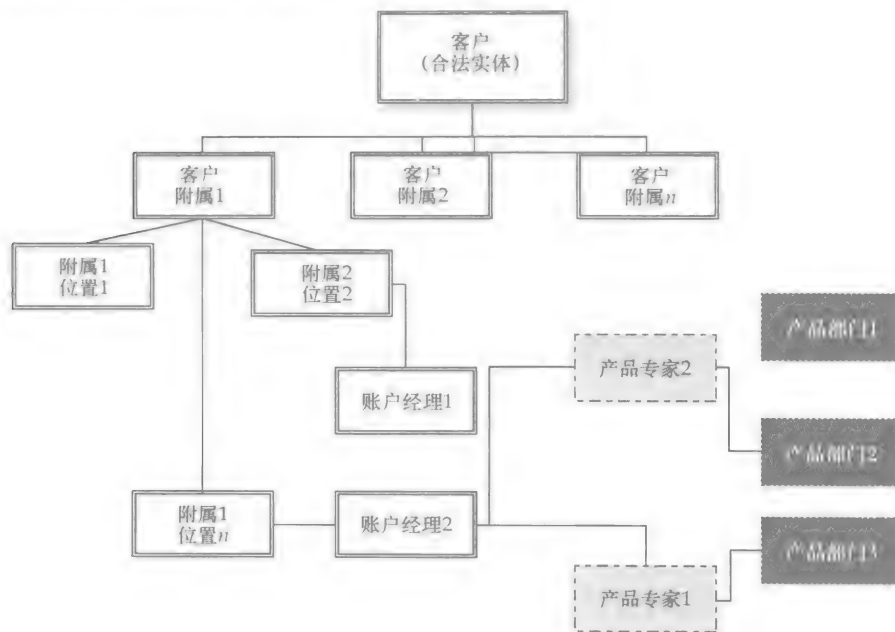 客户
(合法实体)
客户
附属1
客户
附属2
客户
附属n
附属1
位置1
附属2
位置2
产品部门1
产品专家2
账户经理1
产品部门2
附属1
位置n
账户经理2
产品部门3
产品专家1